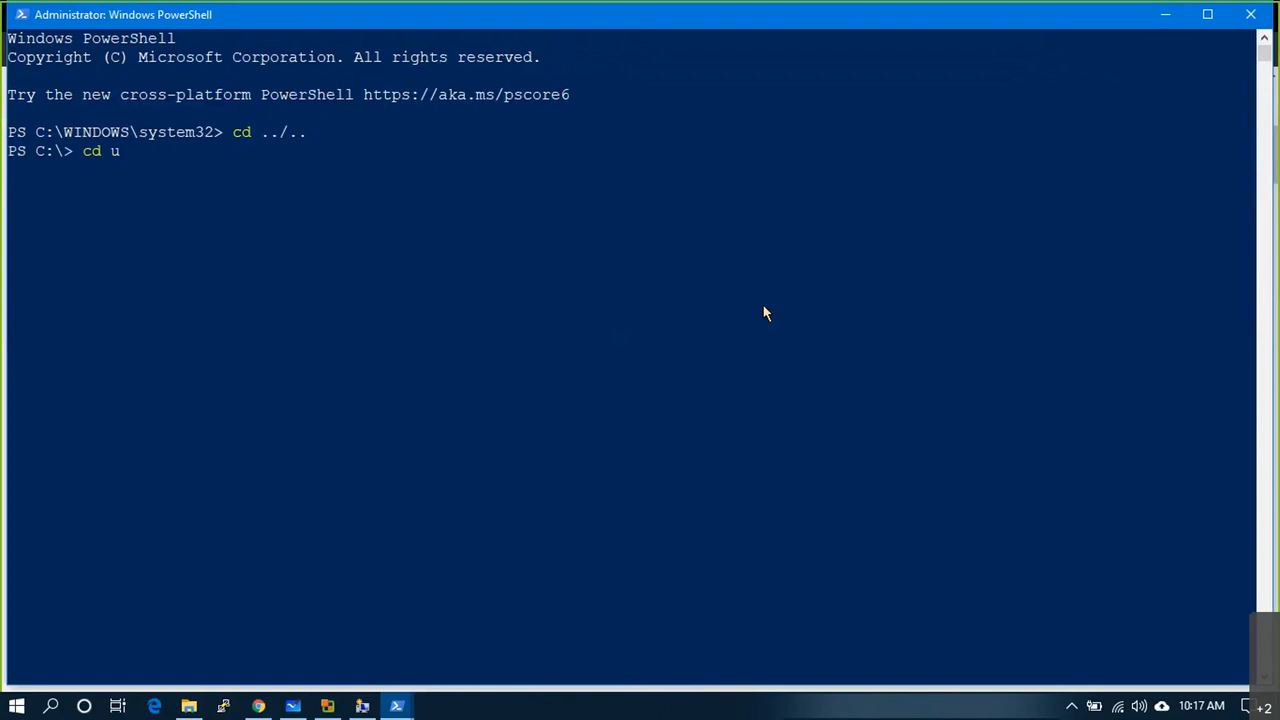 Administrator: Windows PowerShell
Windows PowerShell
Copyright (C) Microsoft Corporation. All rights reserved.
Try the new cross-platform PowerShell https://aka.ms/pscore6
PS C:\WINDOWS\system32> cd ../..
PS C:\> cd u
10:17 AM
+2